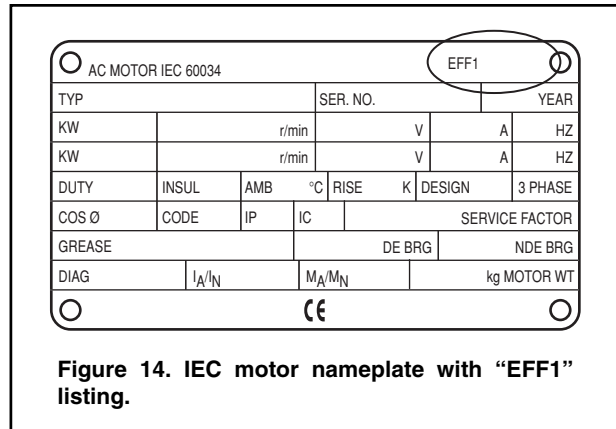 AC MOTOR IEC 60034 EFF1
TYP SER. NO. YEAR
KW r/min V A HZ
KW r/min V A HZ
DUTY INSUL AMB °C RISE K DESIGN 3 PHASE
COS Ø CODE IP IC SERVICE FACTOR
GREASE DE BRG NDE BRG
DIAG IA/IN MA/MN kg MOTOR WT
CE
Figure 14. IEC motor nameplate with “EFF1”
listing.